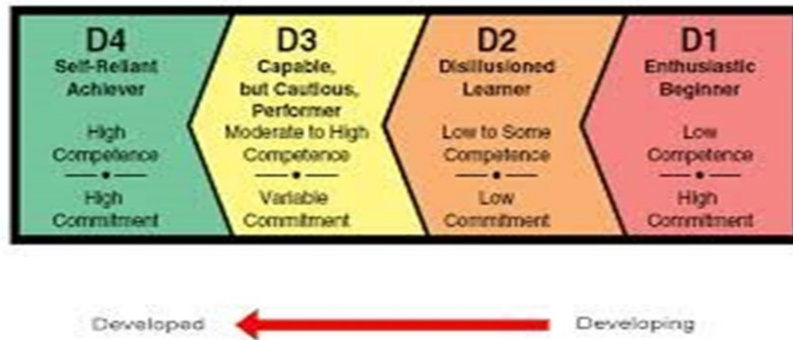 D4
Self-Reliant
Achiever
High
Competence
High
Commitment
D3
Capable,
but Cautious,
Performer
Moderate to High
Competence
Variable
Commitment
D2
Disillusioned
Learner
Low to Some
Competence
Low
Commitment
D1
Enthusiastic
Beginner
Low
Competence
High
Commitment
Developed
Developing